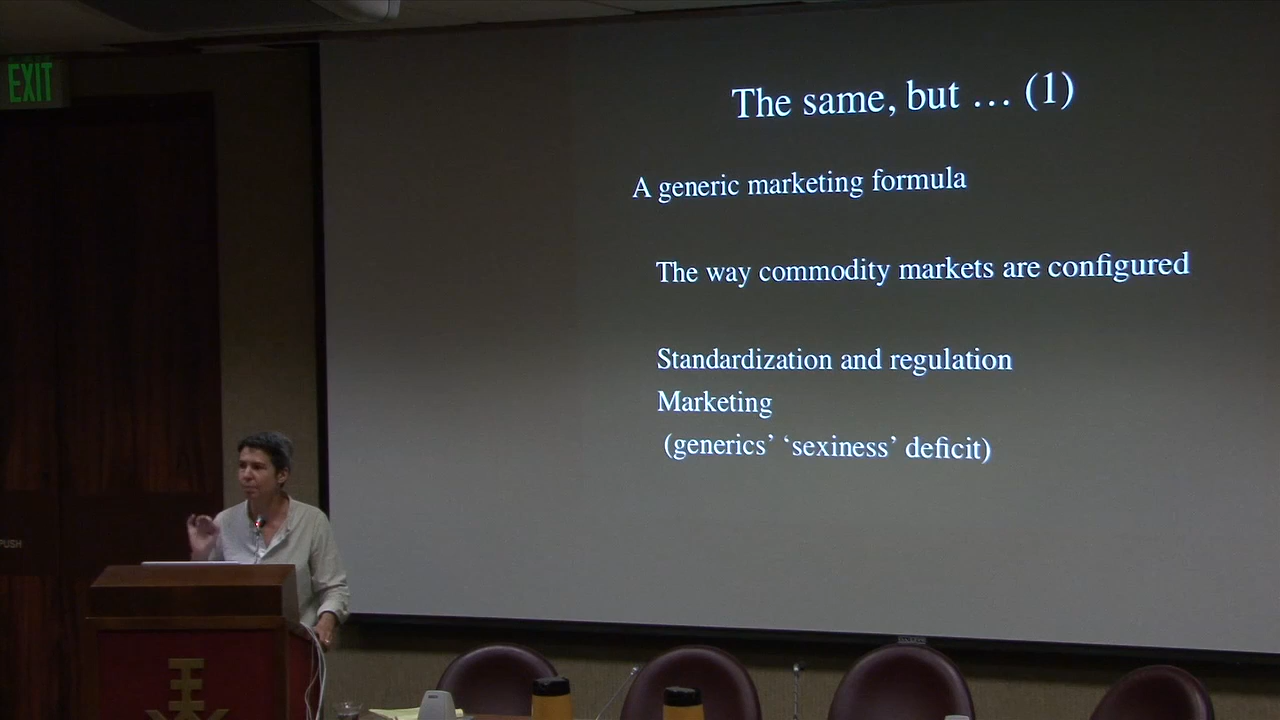 EXIT
The same, but … (1)
A generic marketing formula
The way commodity markets are configured
Standardization and regulation
Marketing
(generics’ ‘sexiness’ deficit)
PUSH